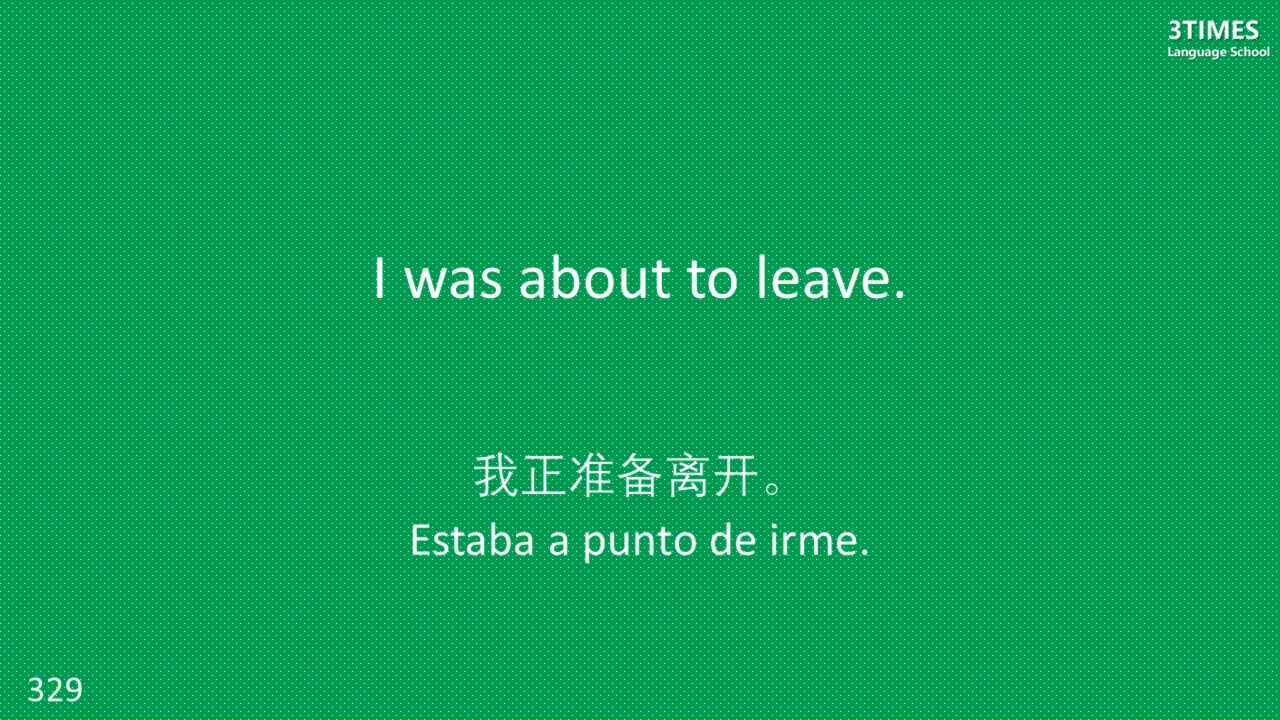 3TIMES
Language School
I was about to leave.
我正准备离开。
Estaba a punto de irme.
329